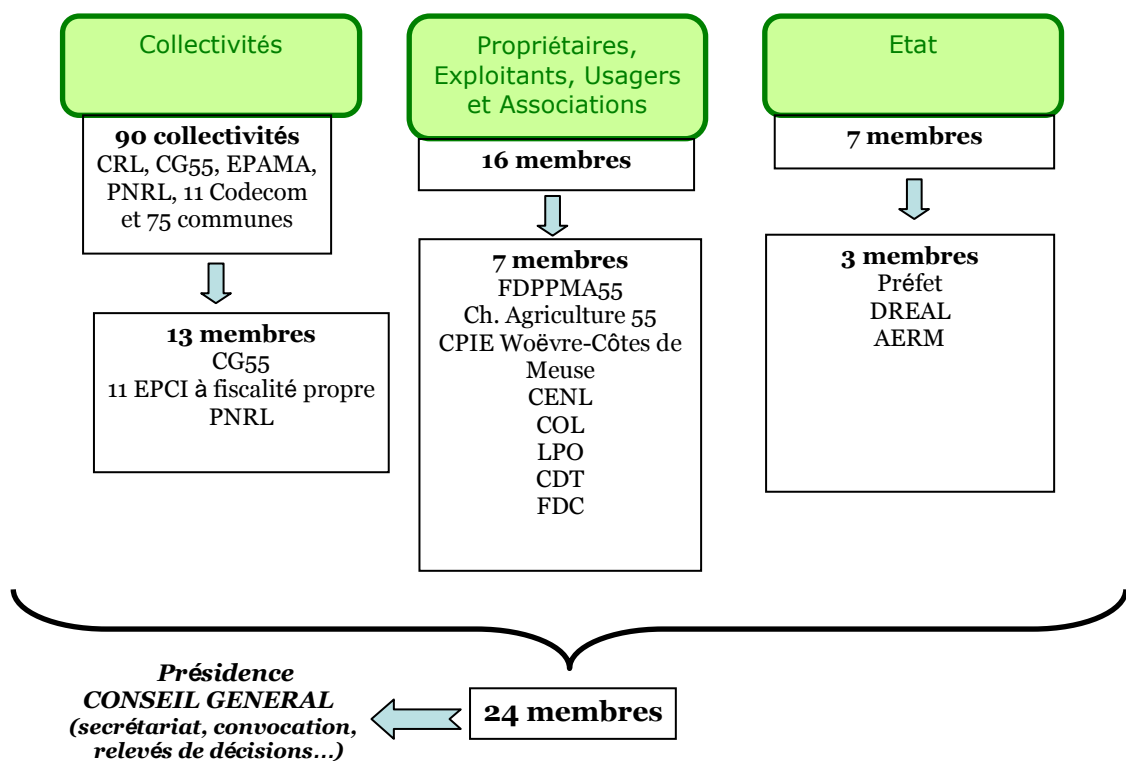 Collectivités
90 collectivités
CRL, CG55, EPAMA,
PNRL, 11 Codecom
et 75 communes
13 membres
CG55
11 EPCI à fiscalité propre
PNRL
Propriétaires,
Exploitants, Usagers
et Associations
16 membres
7 membres
FDPPMA55
Ch. Agriculture 55
CPIE Woëvre-Côtes de
Meuse
CENL
COL
LPO
CDT
FDC
Etat
7 membres
3 membres
Préfet
DREAL
AERM
24 membres
Présidence
CONSEIL GENERAL
(secrétariat, convocation,
relevés de décisions...)